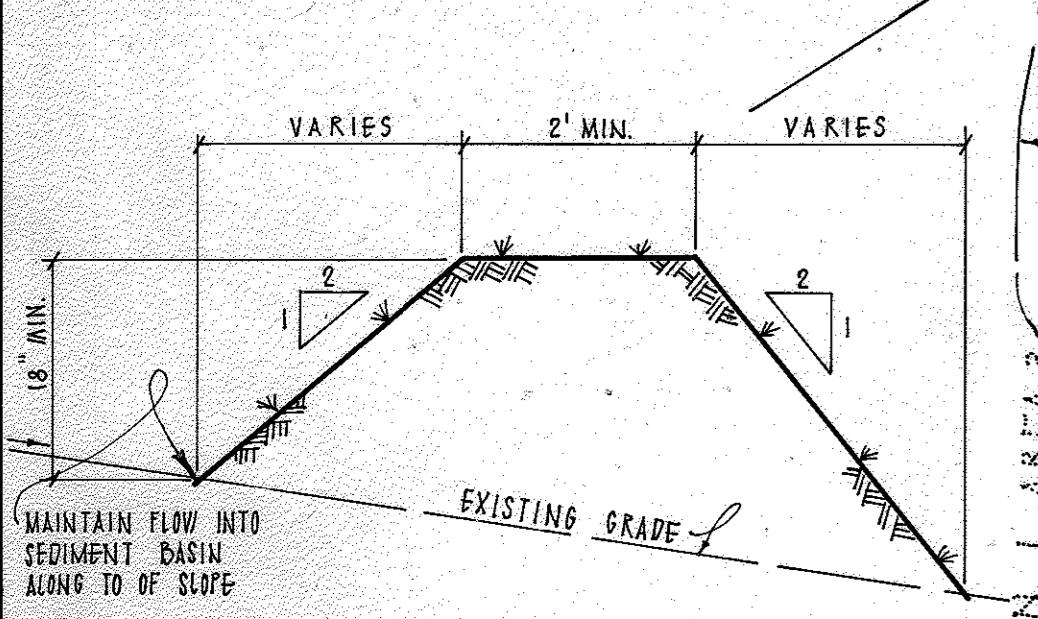 VARIES
2' MIN.
VARIES
2
1
2
1
18" MIN.
MAINTAIN FLOW INTO
SEDIMENT BASIN
ALONG TO OF SLOPE
EXISTING GRADE